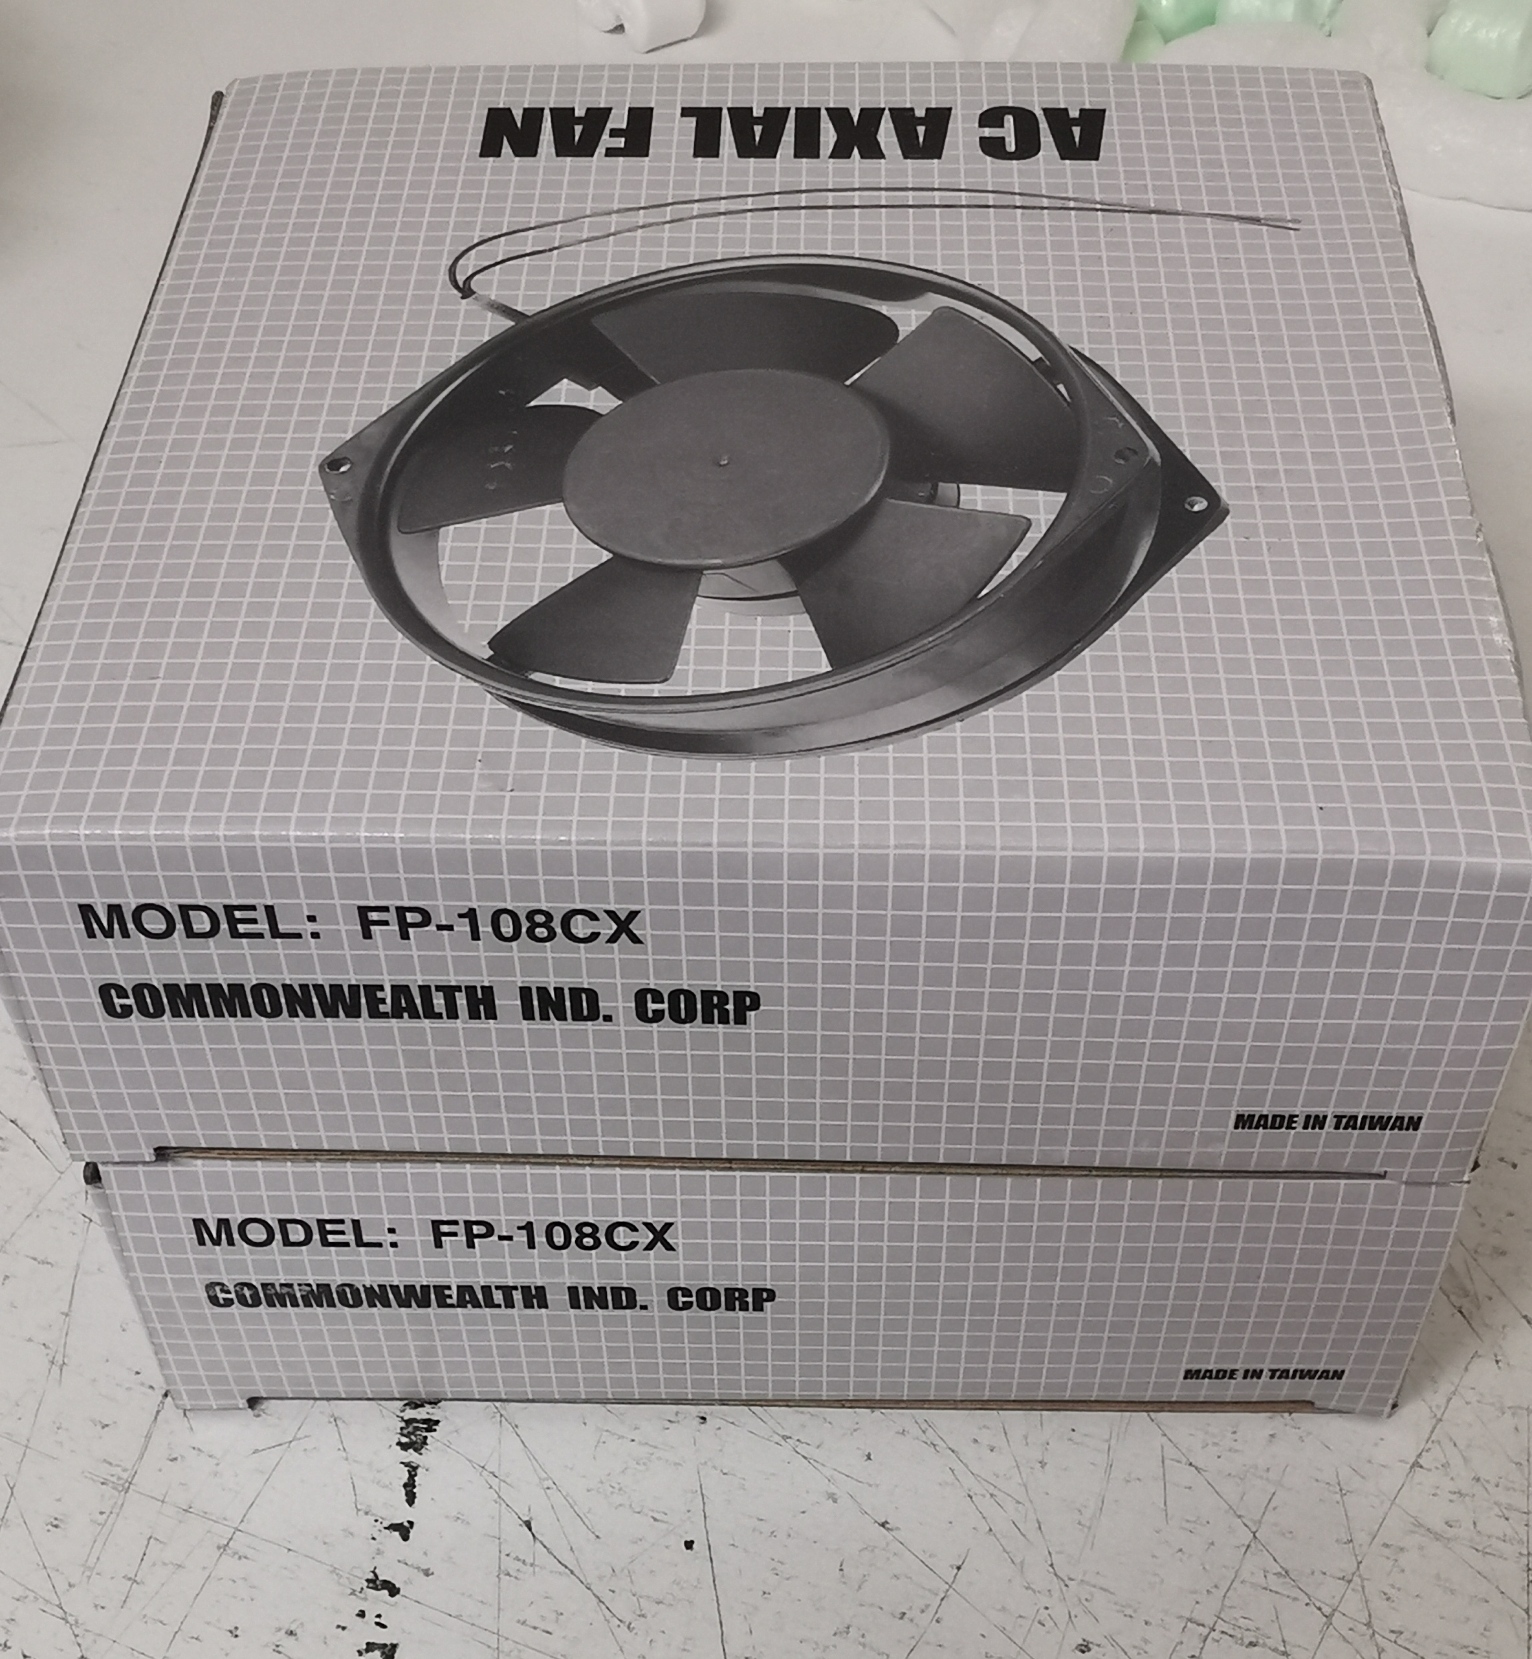 AC AXIAL FAN
MODEL: FP-108CX
COMMONWEALTH IND. CORP
MADE IN TAIWAN
MODEL: FP-108CX
COMMONWEALTH IND. CORP
MADE IN TAIWAN